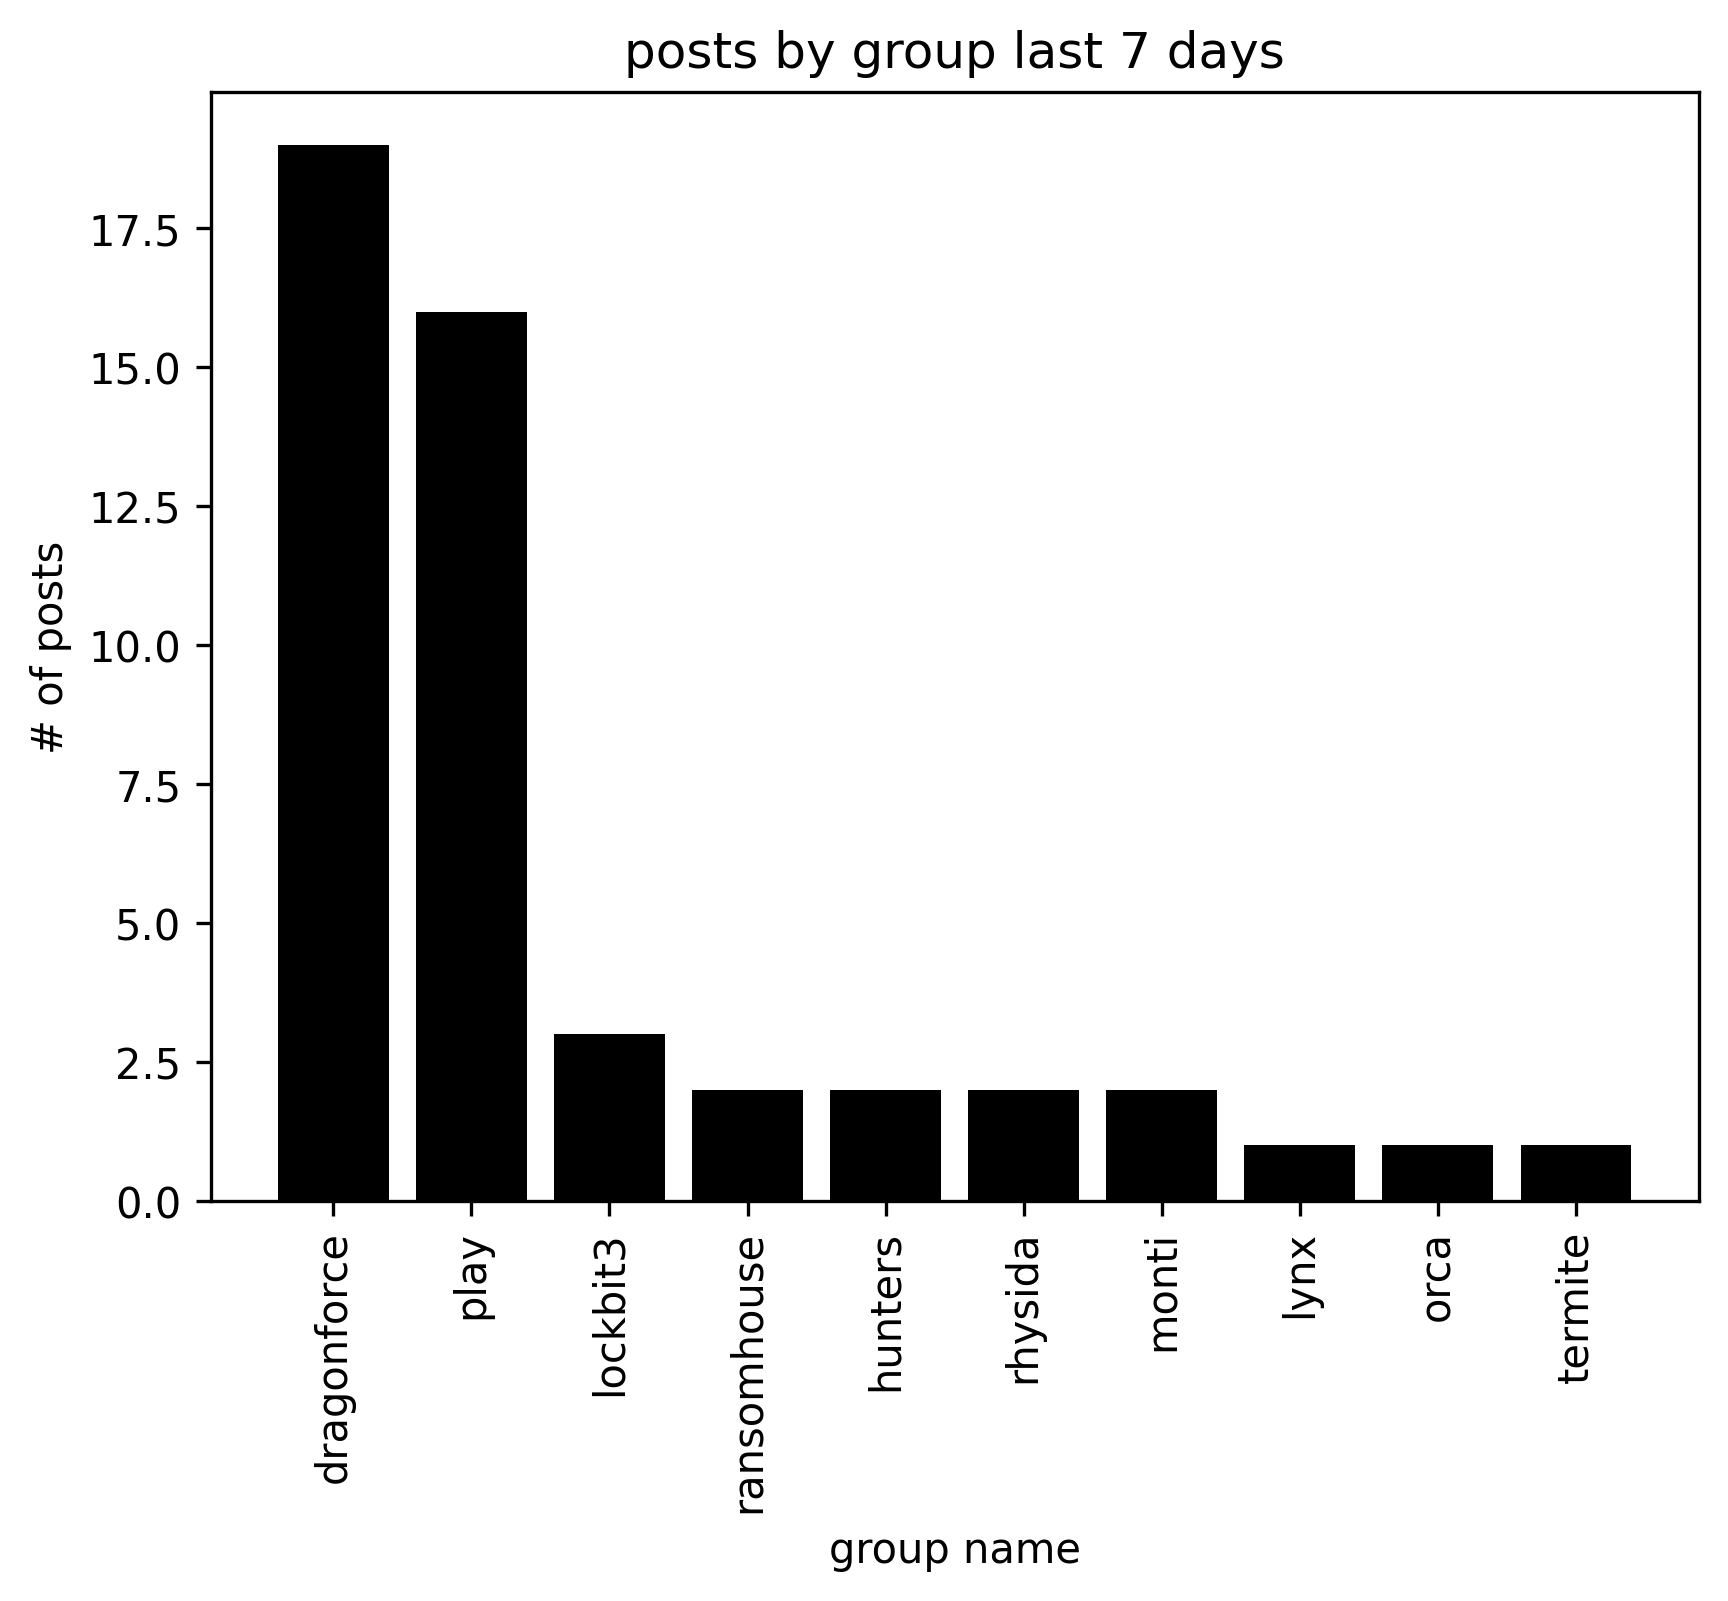 posts by group last 7 days
# of posts
17.5
15.0
12.5
10.0
7.5
5.0
2.5
0.0
dragonforce
play
lockbit3
ransomhouse
hunters
rhysida
monti
lynx
orca
termite
group name